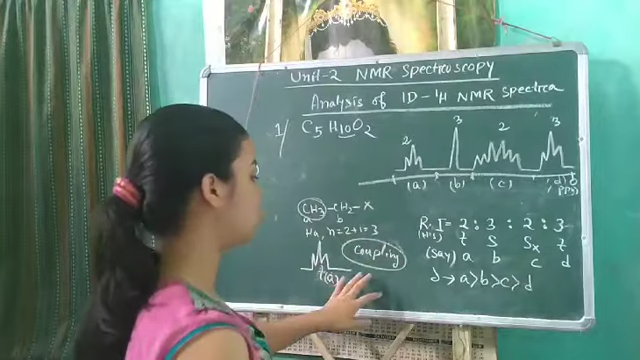 Unit-2 NMR Spectroscopy
Analysis of 1D-¹H NMR Spectra
1/ C5H10O2
2 3 2 3
(a) (b) (c) (d) δ
ppm
CH3-CH2-X
a b
Ha, n=2+1=3
Coupling
t(a)
R.I = 2:3:2:3
(H's) t s sx t
(say) a b c d
δ → a>b>c>d